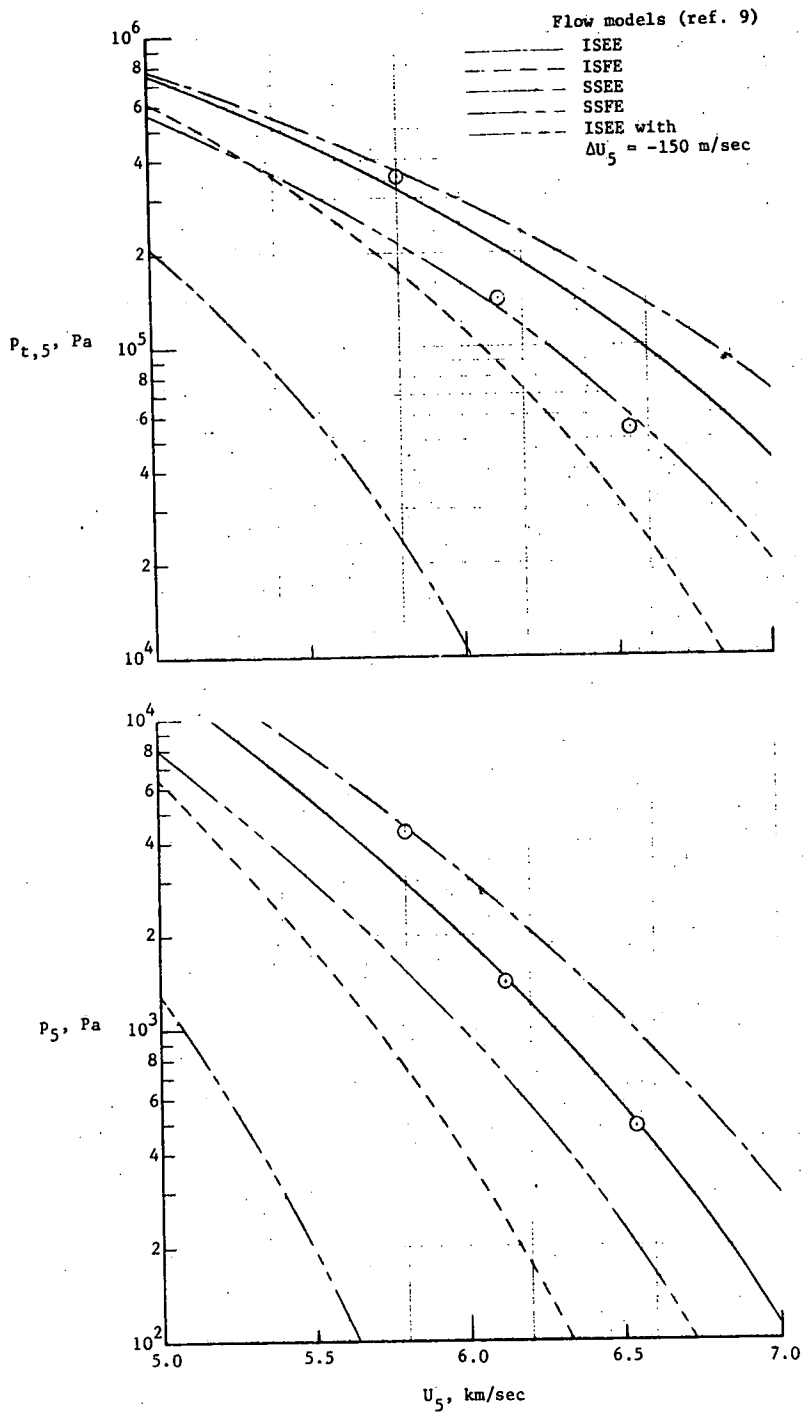 Flow models (ref. 9)
ISEE
ISFE
SSEE
SSFE
ISEE with
ΔU5 = -150 m/sec
10^6
8
6
4
2
Pt,5, Pa
10^5
8
6
4
2
10^4
10^4
8
6
4
2
P5, Pa
10^3
8
6
4
2
10^2
5.0 5.5 6.0 6.5 7.0
U5, km/sec